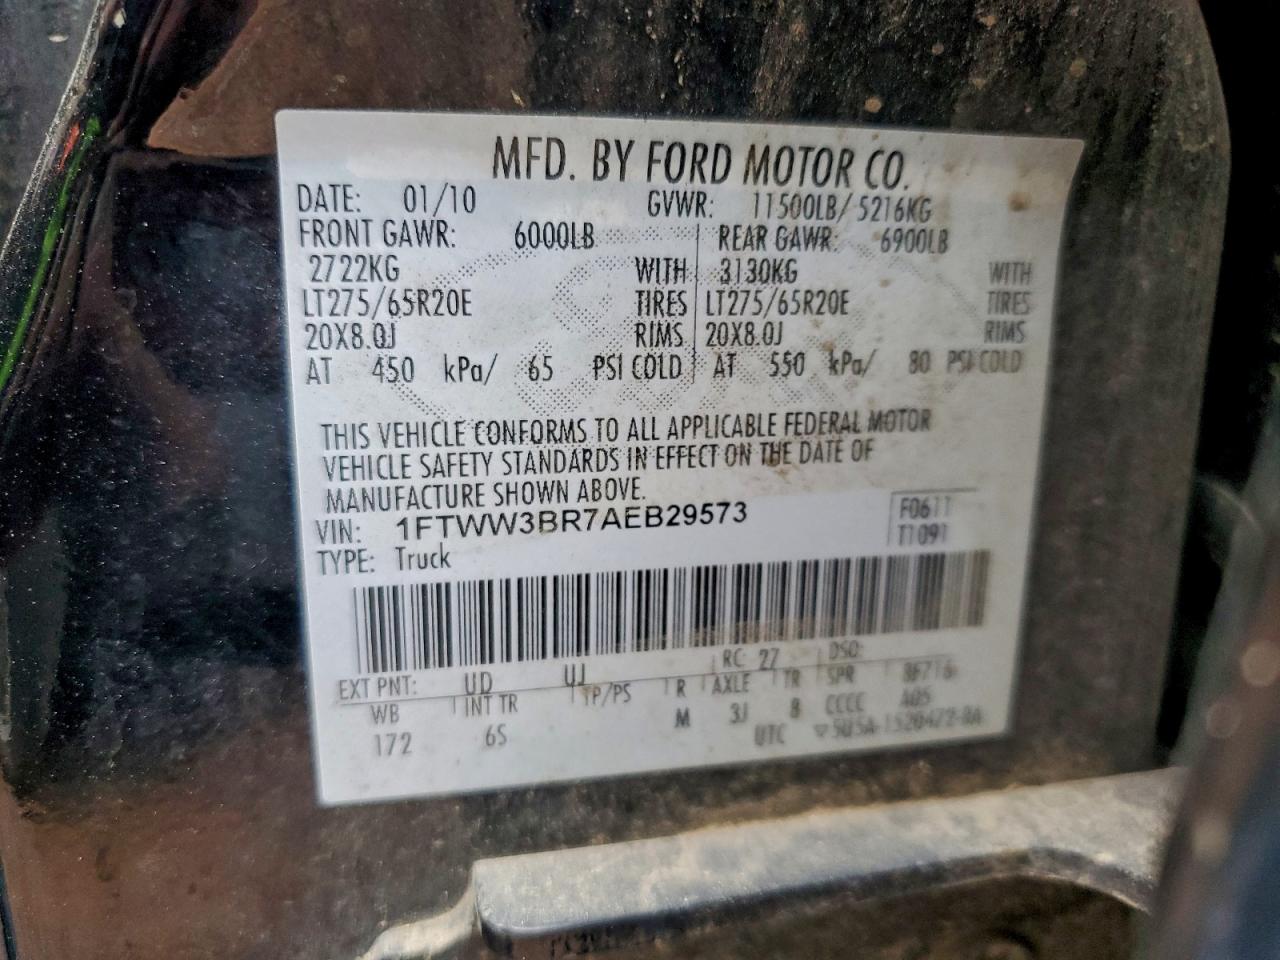 MFD. BY FORD MOTOR CO.
DATE: 01/10 GVWR: 11500LB/ 5216KG
FRONT GAWR: 6000LB REAR GAWR: 6900LB
2722KG WITH 3130KG WITH
LT275/65R20E TIRES LT275/65R20E TIRES
20X8.0J RIMS 20X8.0J RIMS
AT 450 kPa/ 65 PSI COLD AT 550 kPa/ 80 PSI COLD
THIS VEHICLE CONFORMS TO ALL APPLICABLE FEDERAL MOTOR
VEHICLE SAFETY STANDARDS IN EFFECT ON THE DATE OF
MANUFACTURE SHOWN ABOVE.
VIN: 1FTWW3BR7AEB29573 F0611
TYPE: Truck T1091
EXT PNT: UD UJ RC: 27 DSO:
WB INT TR TP/PS R AXLE TR SPR
172 6S M 3J 8 CCCC
UTC